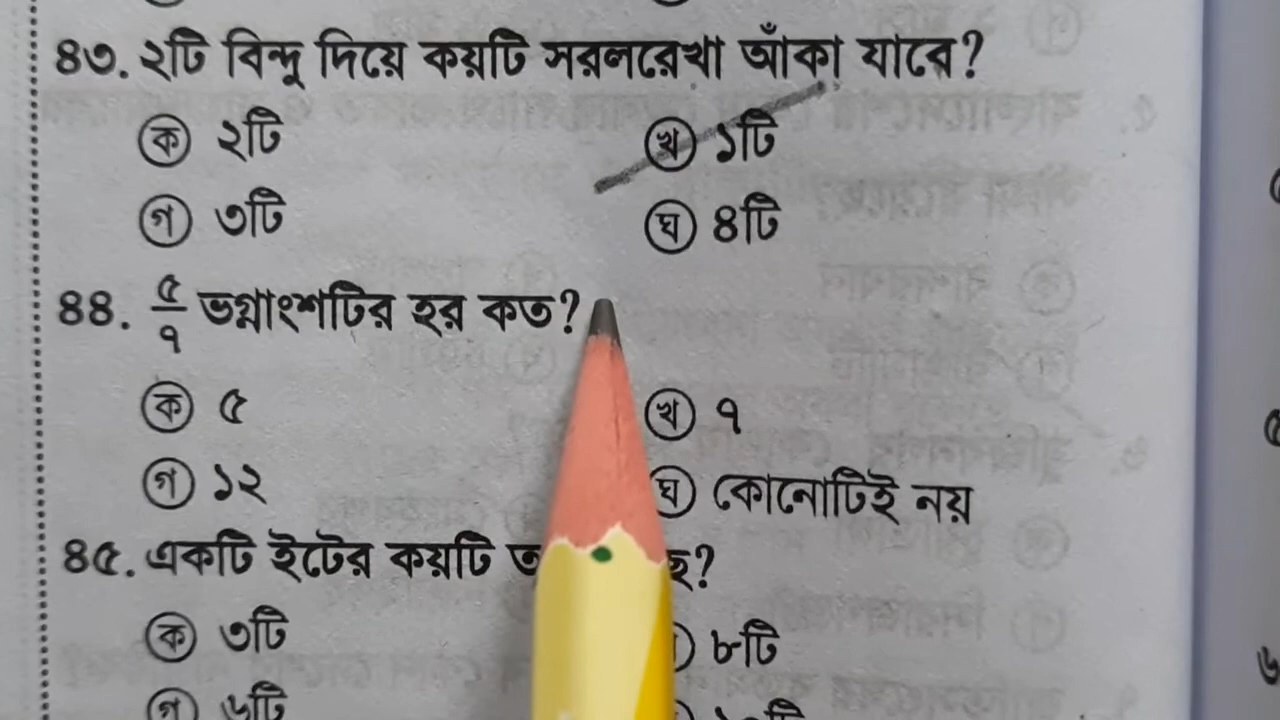 ৪৩. ২টি বিন্দু দিয়ে কয়টি সরলরেখা আঁকা যাবে?
ক ২টি খ ১টি
গ ৩টি ঘ ৪টি
৪৪. ৫/৭ ভগ্নাংশটির হর কত?
ক ৫ খ ৭
গ ১২ ঘ কোনোটিই নয়
৪৫. একটি ইটের কয়টি
ক ৩টি ৮টি
গ ৬টি